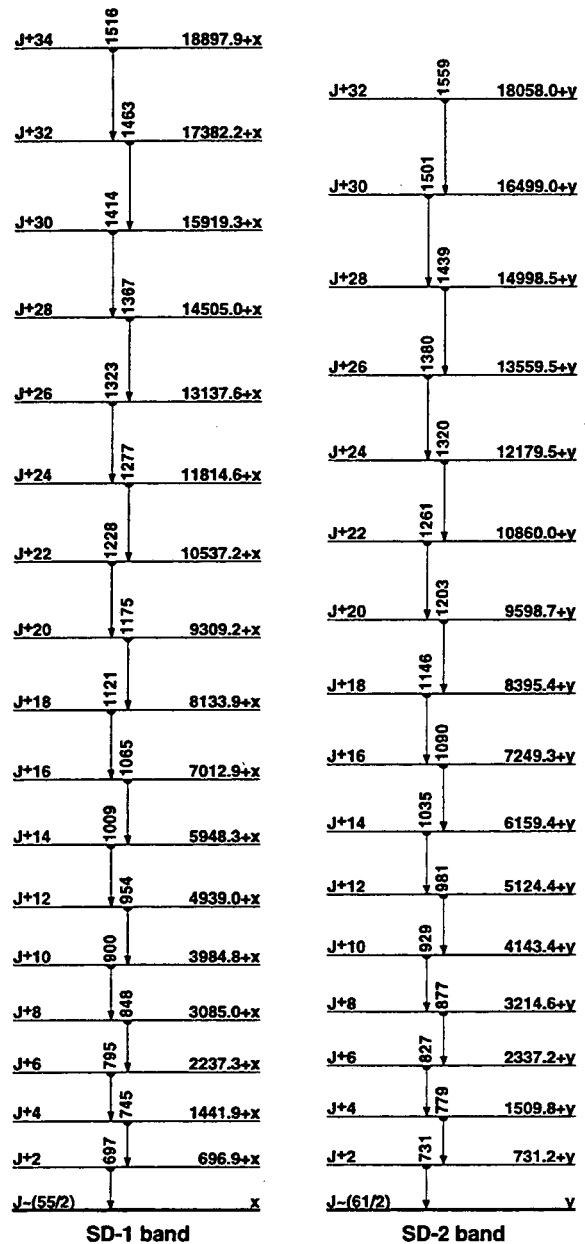 J+34 1516 18897.9+x
J+32 1463 17382.2+x
J+30 1414 15919.3+x
J+28 1367 14505.0+x
J+26 1323 13137.6+x
J+24 1277 11814.6+x
J+22 1228 10537.2+x
J+20 1175 9309.2+x
J+18 1121 8133.9+x
J+16 1065 7012.9+x
J+14 1009 5948.3+x
J+12 954 4939.0+x
J+10 900 3984.8+x
J+8 848 3085.0+x
J+6 795 2237.3+x
J+4 745 1441.9+x
J+2 697 696.9+x
J~(55/2) x
SD-1 band
J+32 1559 18058.0+y
J+30 1501 16499.0+y
J+28 1439 14998.5+y
J+26 1380 13559.5+y
J+24 1320 12179.5+y
J+22 1261 10860.0+y
J+20 1203 9598.7+y
J+18 1146 8395.4+y
J+16 1090 7249.3+y
J+14 1035 6159.4+y
J+12 981 5124.4+y
J+10 929 4143.4+y
J+8 877 3214.6+y
J+6 827 2337.2+y
J+4 779 1509.8+y
J+2 731 731.2+y
J~(61/2) y
SD-2 band